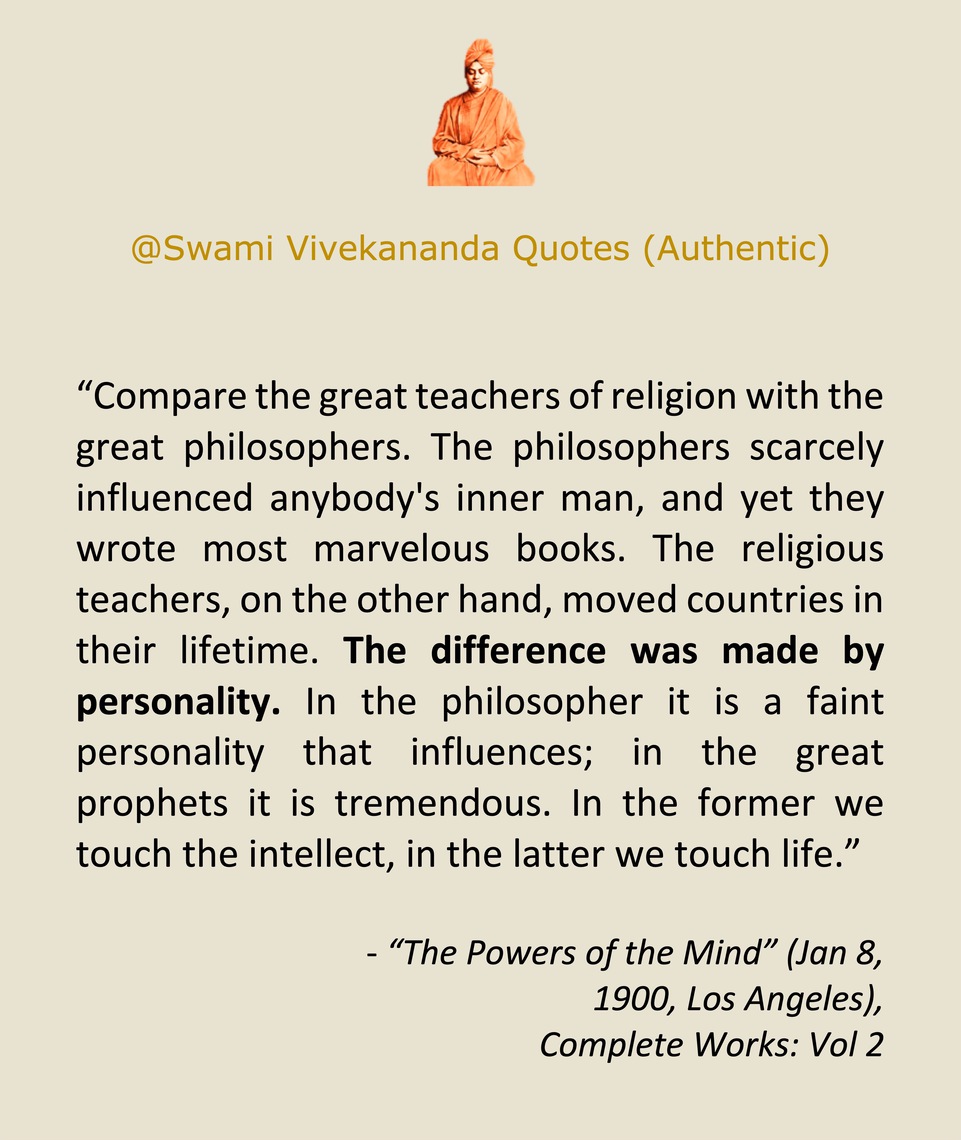 @Swami Vivekananda Quotes (Authentic)
“Compare the great teachers of religion with the
great philosophers. The philosophers scarcely
influenced anybody's inner man, and yet they
wrote most marvelous books. The religious
teachers, on the other hand, moved countries in
their lifetime. The difference was made by
personality. In the philosopher it is a faint
personality that influences; in the great
prophets it is tremendous. In the former we
touch the intellect, in the latter we touch life.”
- “The Powers of the Mind” (Jan 8,
1900, Los Angeles),
Complete Works: Vol 2